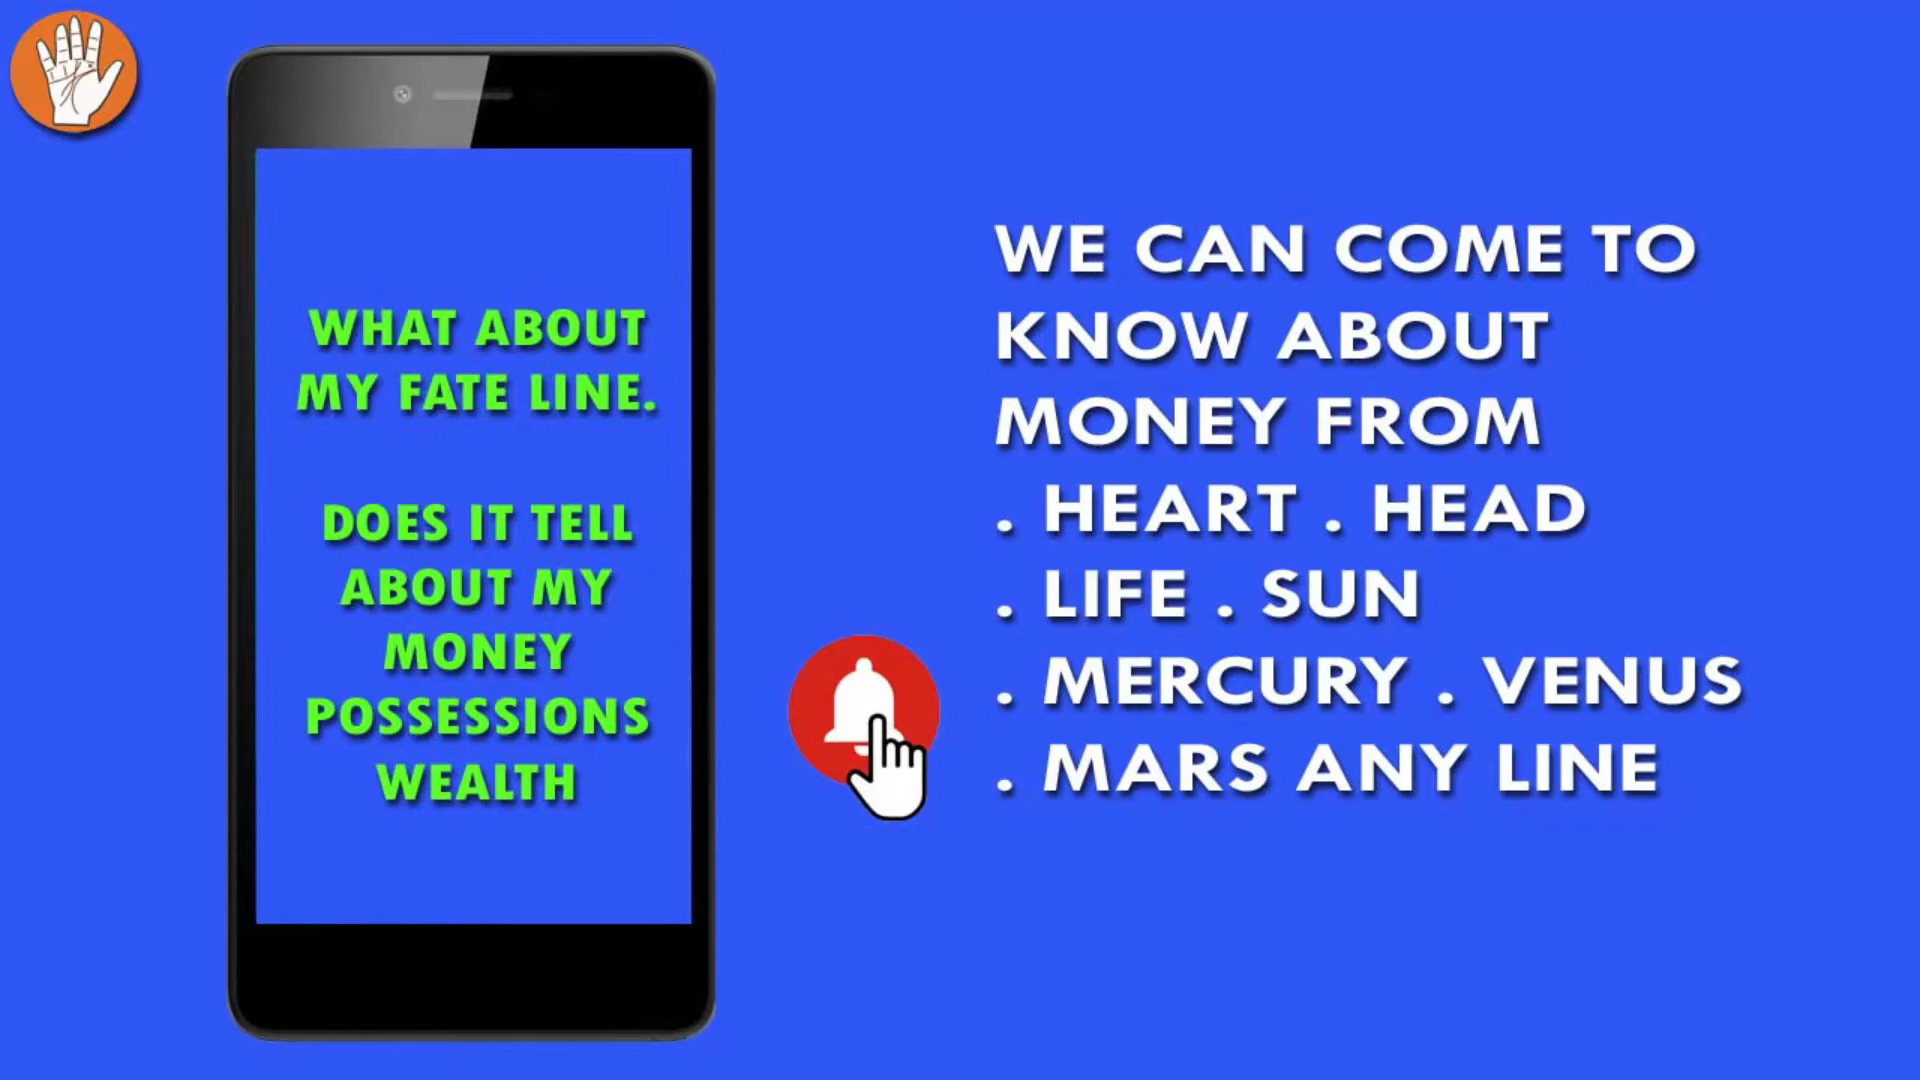 WHAT ABOUT
MY FATE LINE.
DOES IT TELL
ABOUT MY
MONEY
POSSESSIONS
WEALTH
WE CAN COME TO
KNOW ABOUT
MONEY FROM
. HEART . HEAD
. LIFE . SUN
. MERCURY . VENUS
. MARS ANY LINE